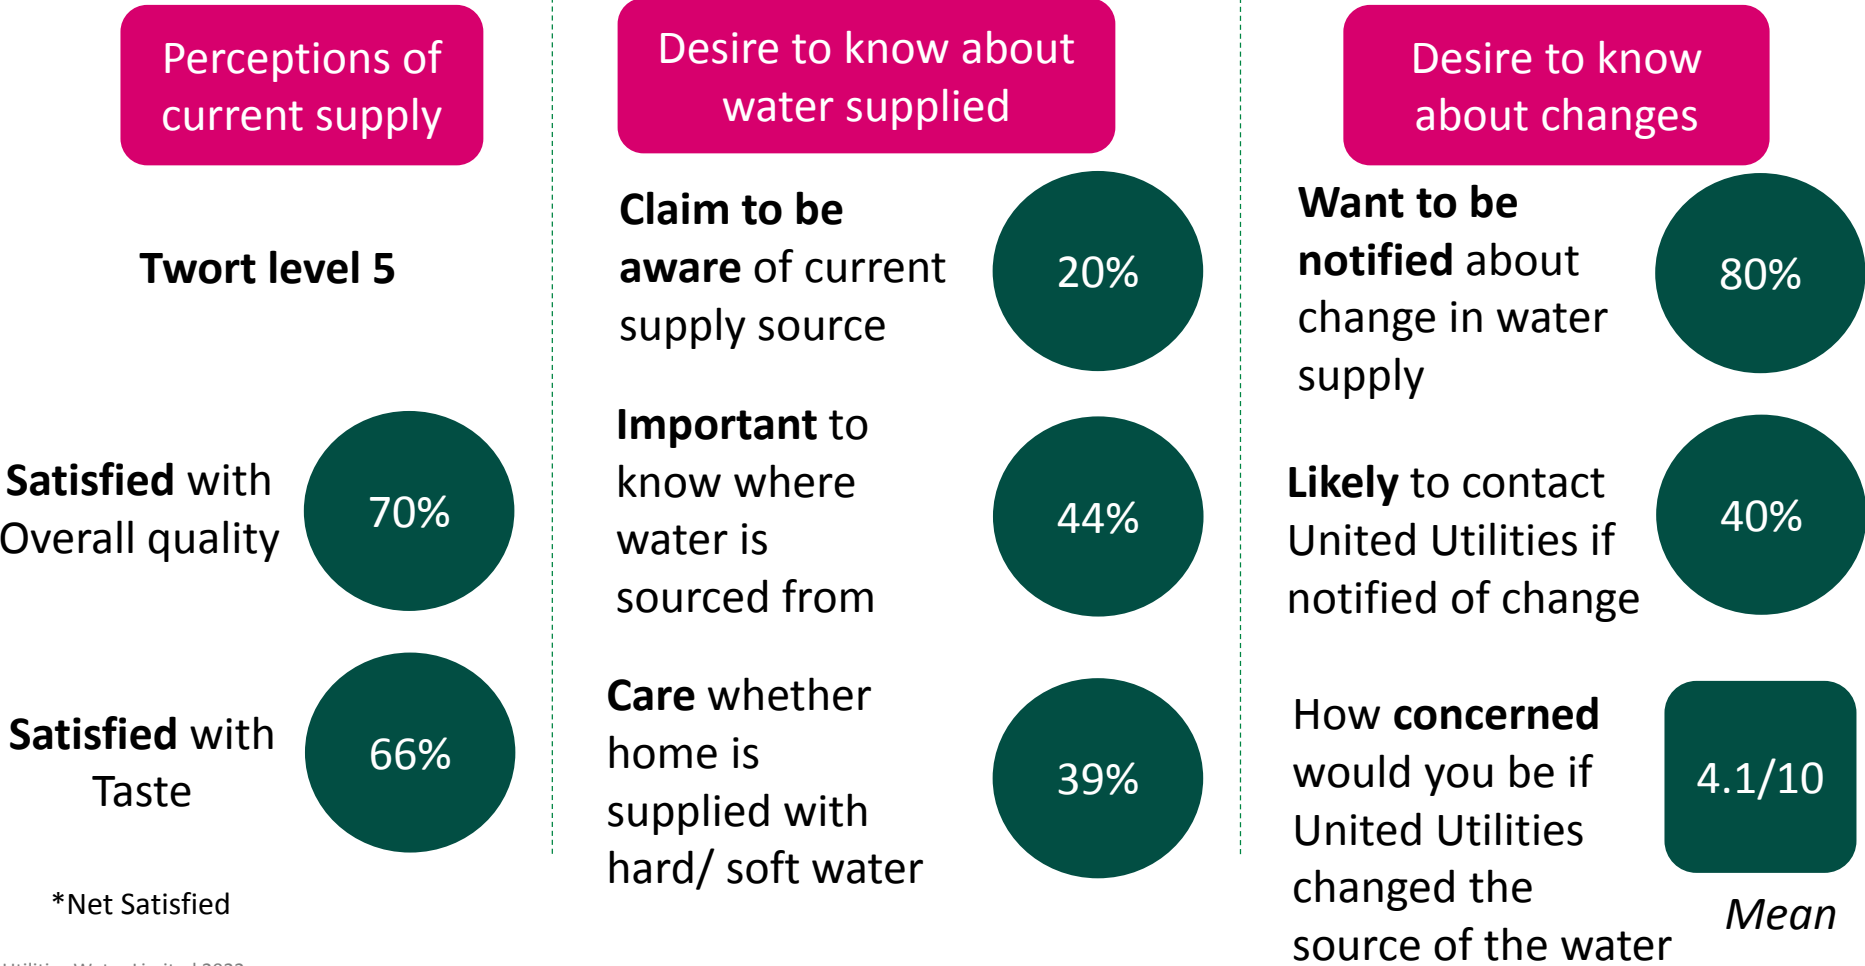 Perceptions of
current supply
Twort level 5
Satisfied with
Overall quality
70%
Satisfied with
Taste
66%
*Net Satisfied
Desire to know about
water supplied
Claim to be
aware of current
supply source
20%
Important to
know where
water is
sourced from
44%
Care whether
home is
supplied with
hard/ soft water
39%
Desire to know
about changes
Want to be
notified about
change in water
supply
80%
Likely to contact
United Utilities if
notified of change
40%
How concerned
would you be if
United Utilities
changed the
source of the water
4.1/10
Mean